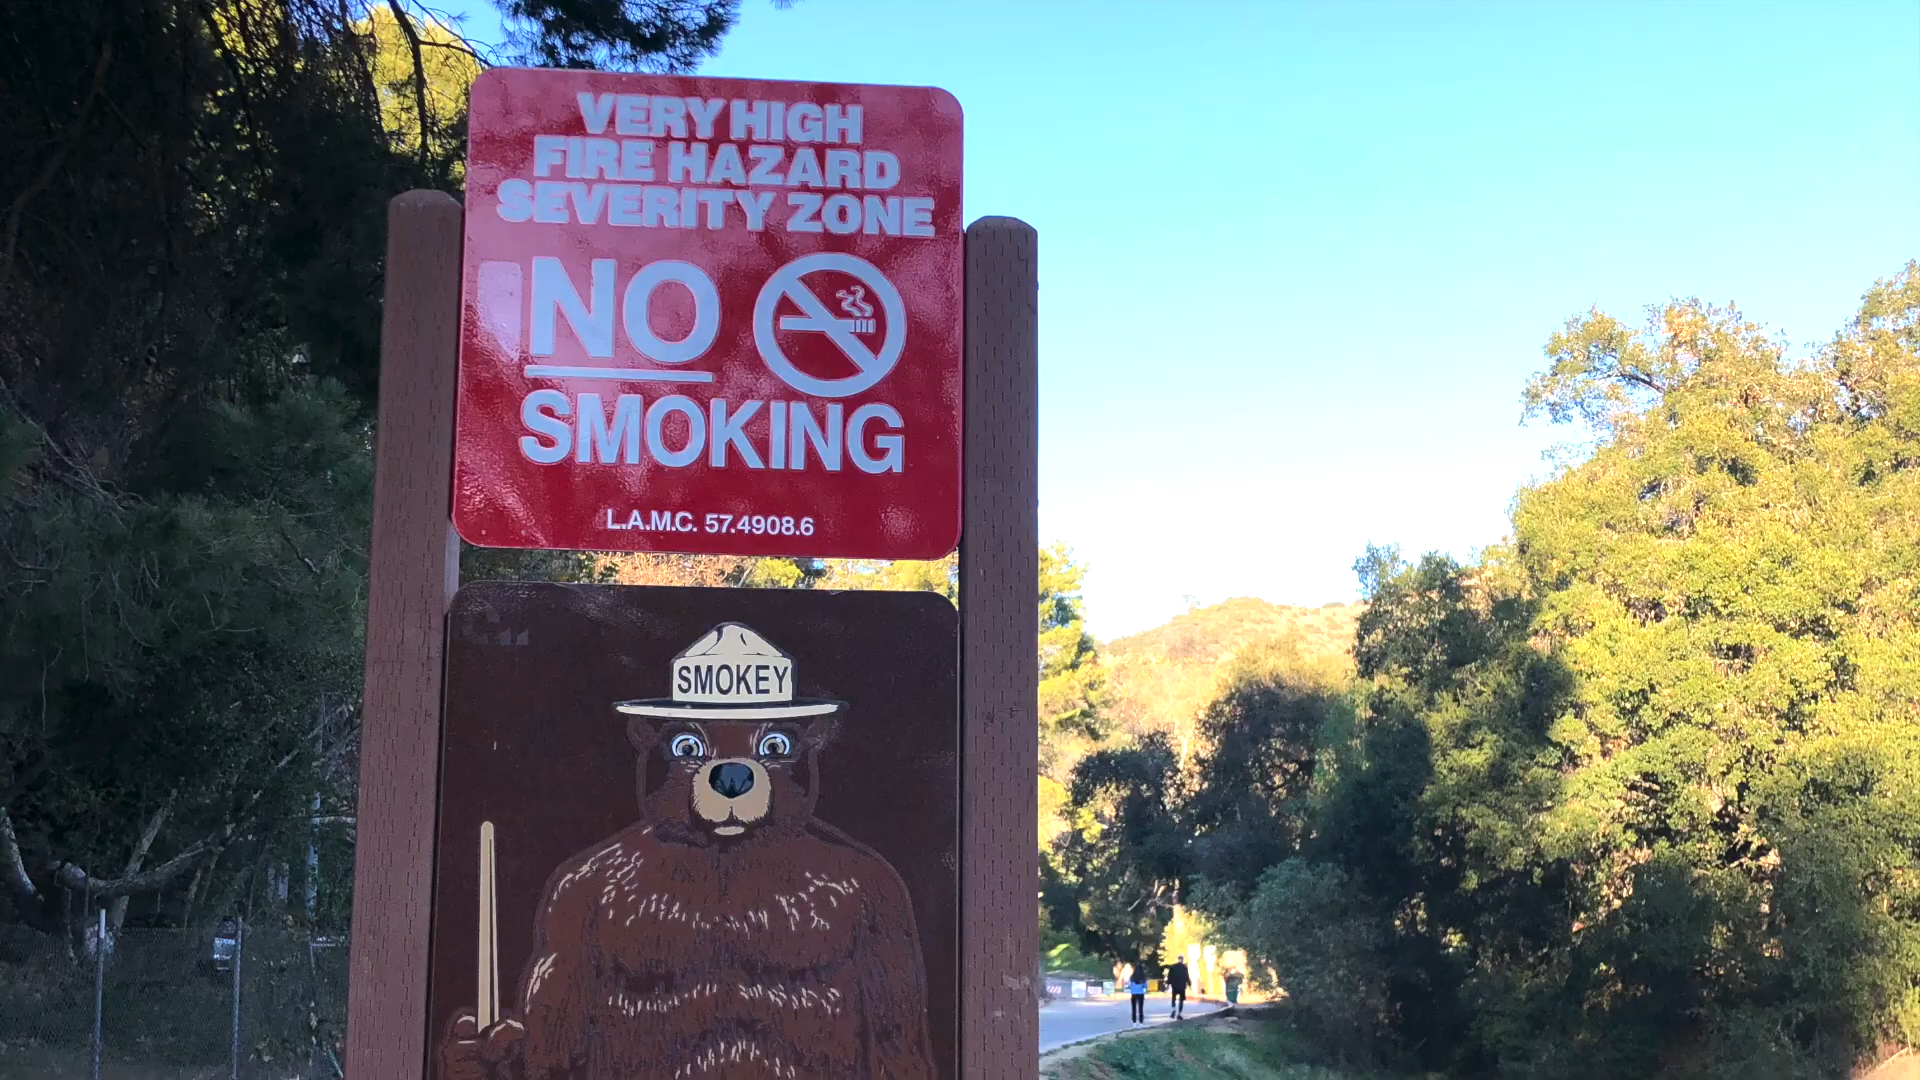 VERY HIGH
FIRE HAZARD
SEVERITY ZONE
NO
SMOKING
L.A.M.C. 57.4908.6
SMOKEY